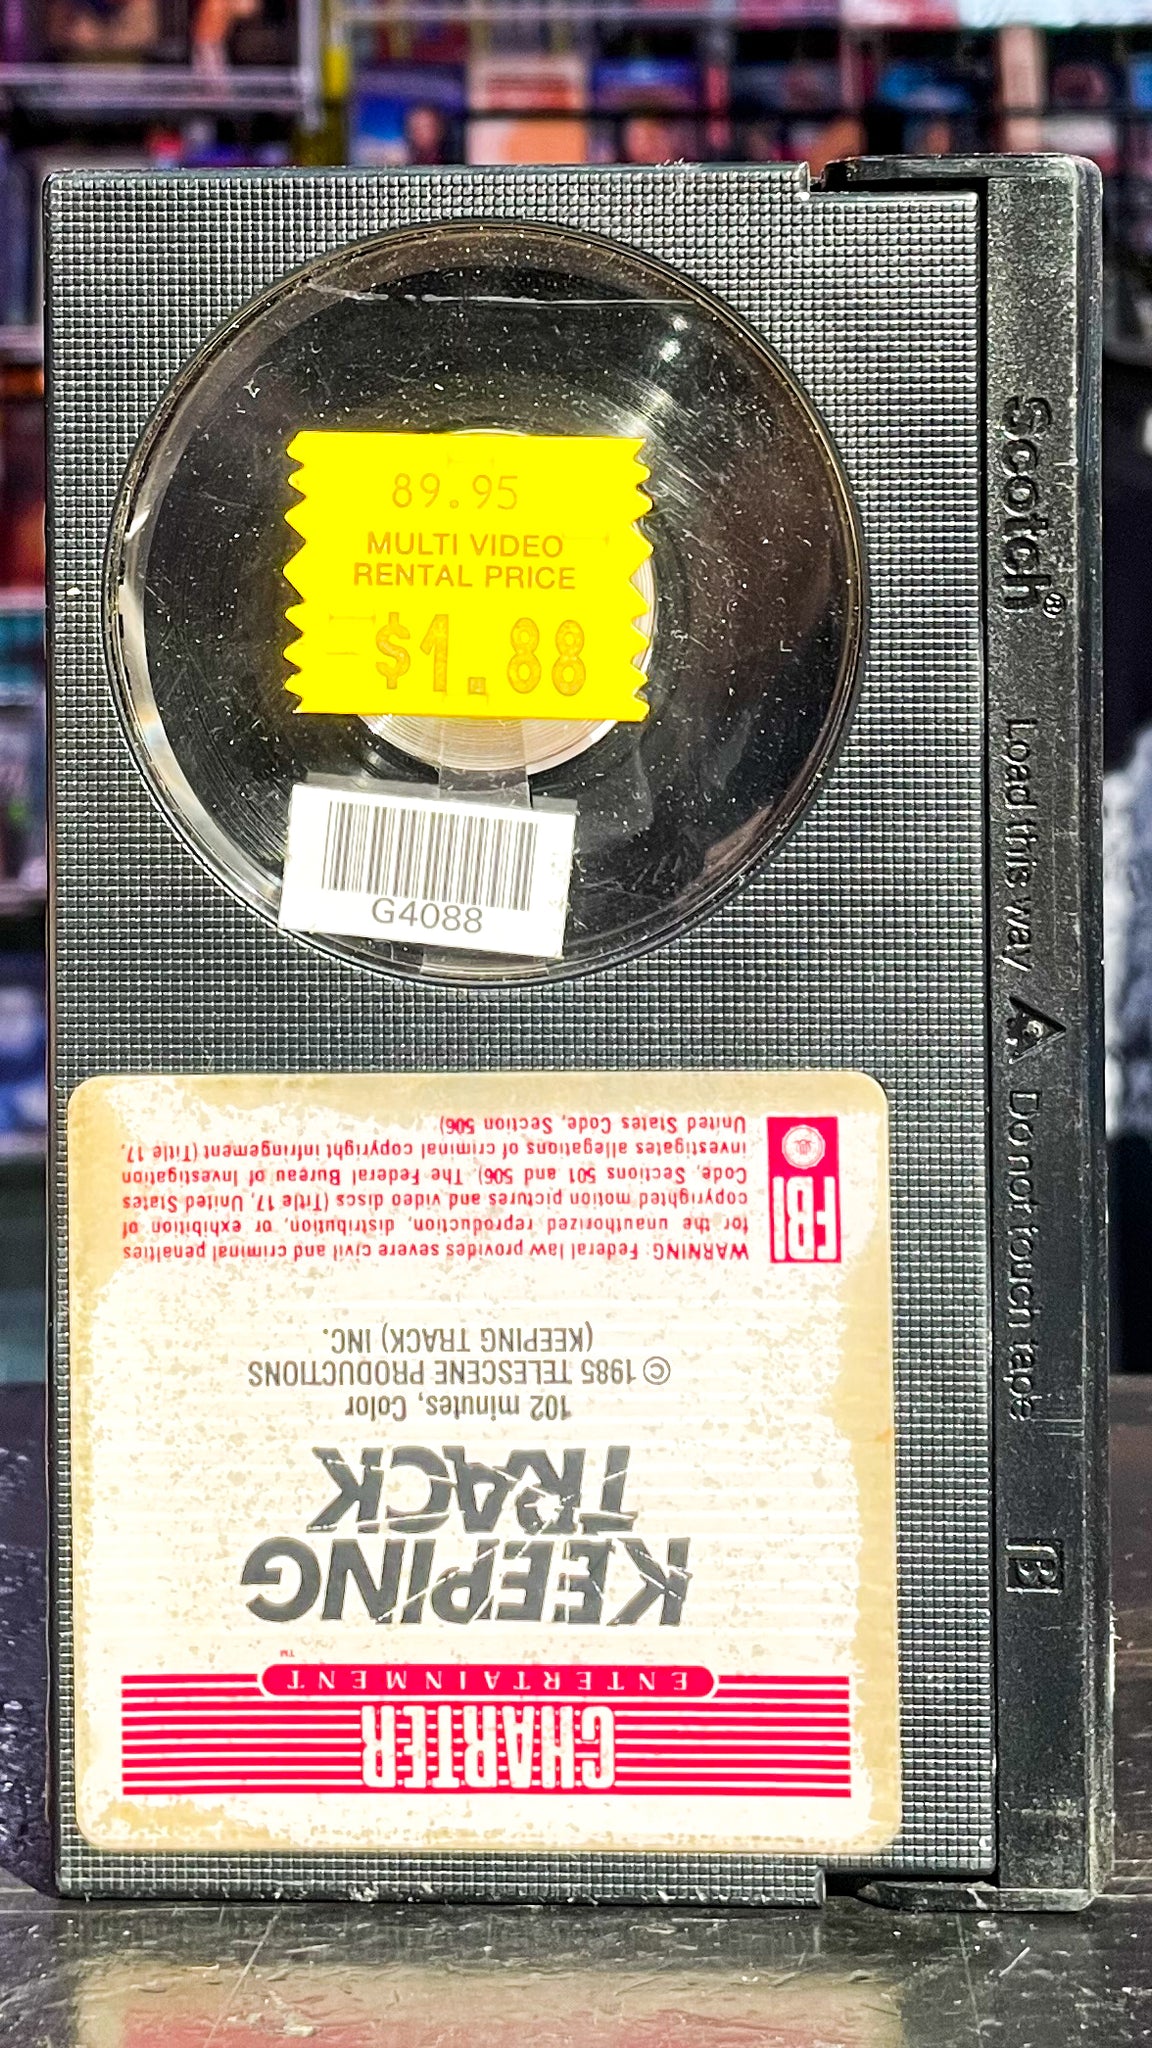 89.95
MULTI VIDEO
RENTAL PRICE
$1.88
G4088
Scotch® Load this way Do not touch tape β
CHARTER
ENTERTAINMENT™
KEEPING
TRACK
102 minutes, Color
© 1985 TELESCENE PRODUCTIONS
(KEEPING TRACK) INC.
FBI
WARNING: Federal law provides severe civil and criminal penalties
for the unauthorized reproduction, distribution, or exhibition of
copyrighted motion pictures and video discs (Title 17, United States
Code, Sections 501 and 506). The Federal Bureau of Investigation
investigates allegations of criminal copyright infringement (Title 17,
United States Code, Section 506)